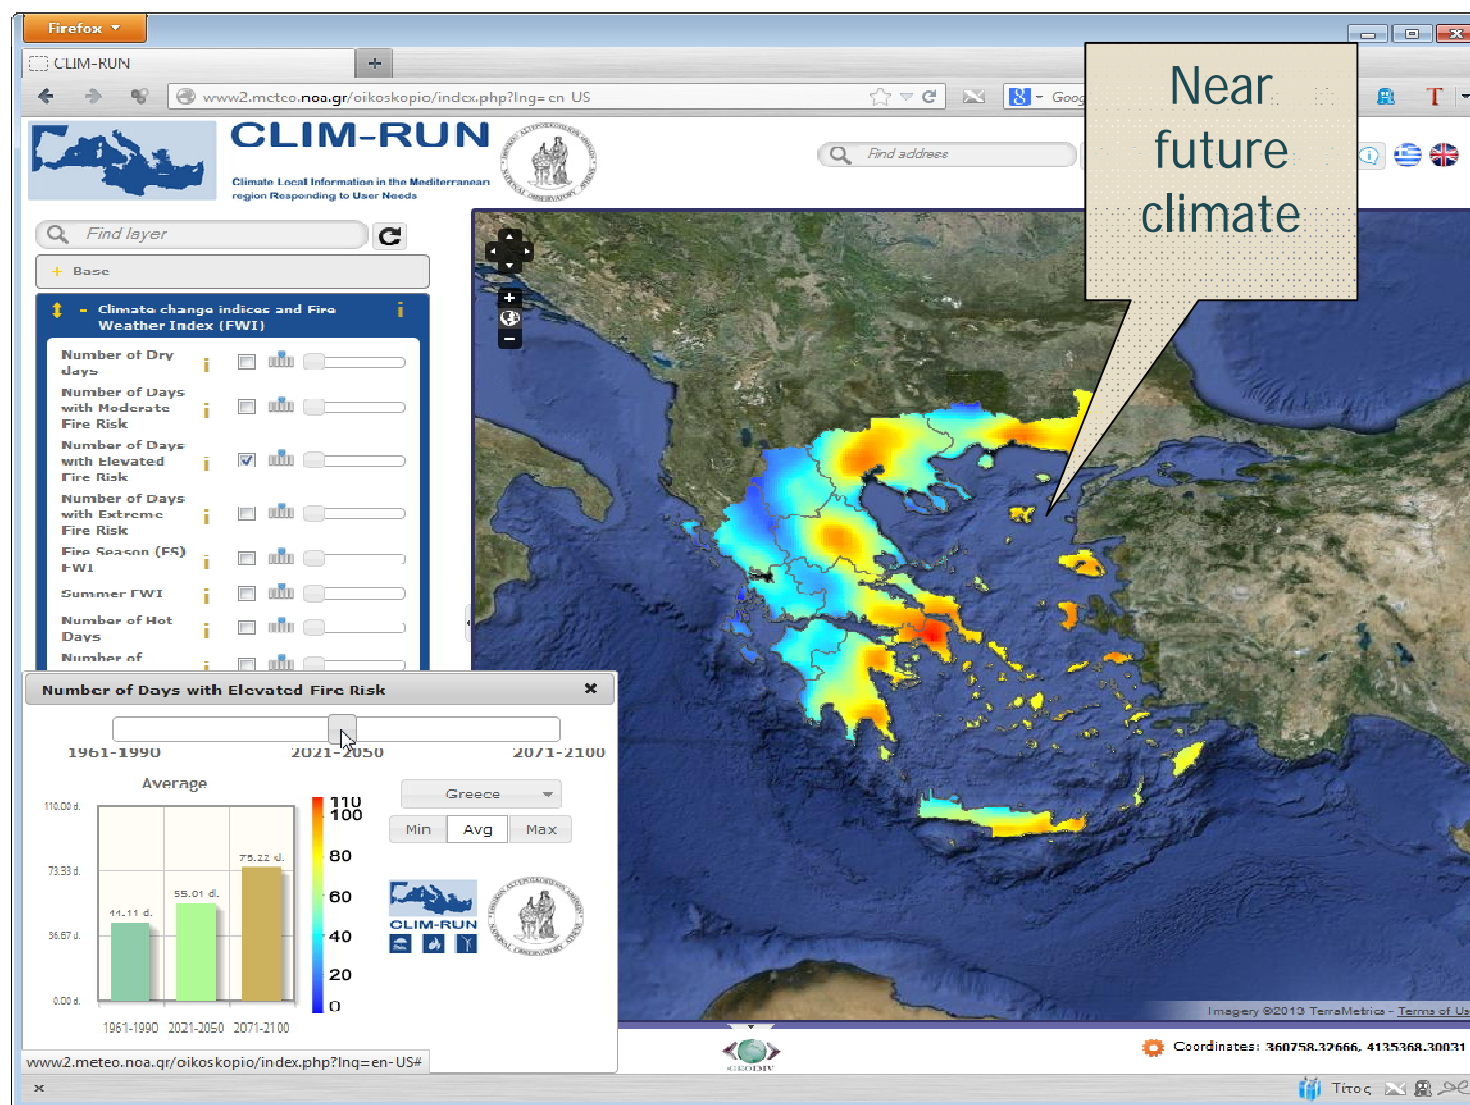 Firefox
CLIM-RUN
www2.meteo.noa.gr/oikoskopio/index.php?lng=en-US
Near
future
climate
CLIM-RUN
Climate Local Information in the Mediterranean
region Responding to User Needs
Find address
Find layer
+ Base
- Climate change indices and Fire
Weather Index (FWI)
Number of Dry
days
Number of Days
with Moderate
Fire Risk
Number of Days
with Elevated
Fire Risk
Number of Days
with Extreme
Fire Risk
Fire Season (FS)
FWI
Summer FWI
Number of Hot
Days
Number of
Number of Days with Elevated Fire Risk
1961-1990 2021-2050 2071-2100
Average
110.00 d.
73.33 d.
36.67 d.
0.00 d.
44.11 d.
55.01 d.
75.22 d.
1961-1990 2021-2050 2071-2100
110
100
80
60
40
20
0
Greece
Min Avg Max
CLIM-RUN
Imagery ©2013 TerraMetrics - Terms of Us
www2.meteo.noa.gr/oikoskopio/index.php?lng=en-US#
Coordinates: 360758.32666, 4135368.30031
Τίτος